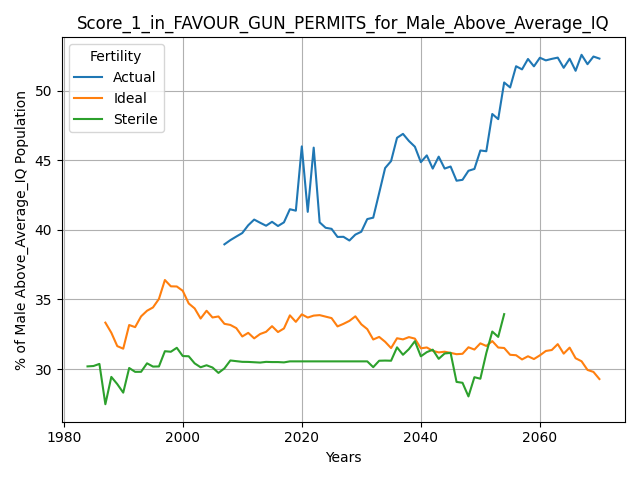 Score_1_in_FAVOUR_GUN_PERMITS_for_Male_Above_Average_IQ
Fertility
Actual
Ideal
Sterile
% of Male Above_Average_IQ Population
50
45
40
35
30
1980 2000 2020 2040 2060
Years